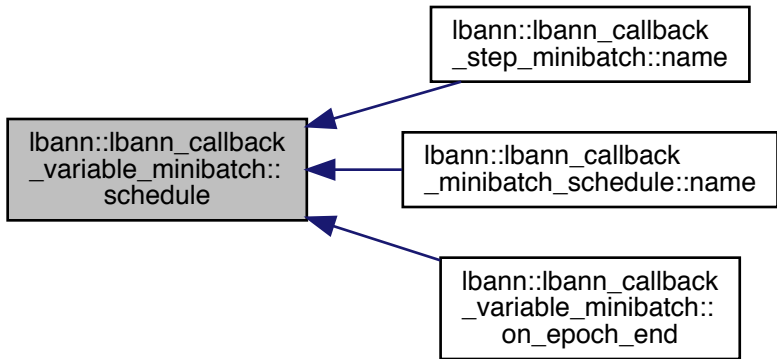 lbann::lbann_callback
_variable_minibatch::
schedule
lbann::lbann_callback
_step_minibatch::name
lbann::lbann_callback
_minibatch_schedule::name
lbann::lbann_callback
_variable_minibatch::
on_epoch_end